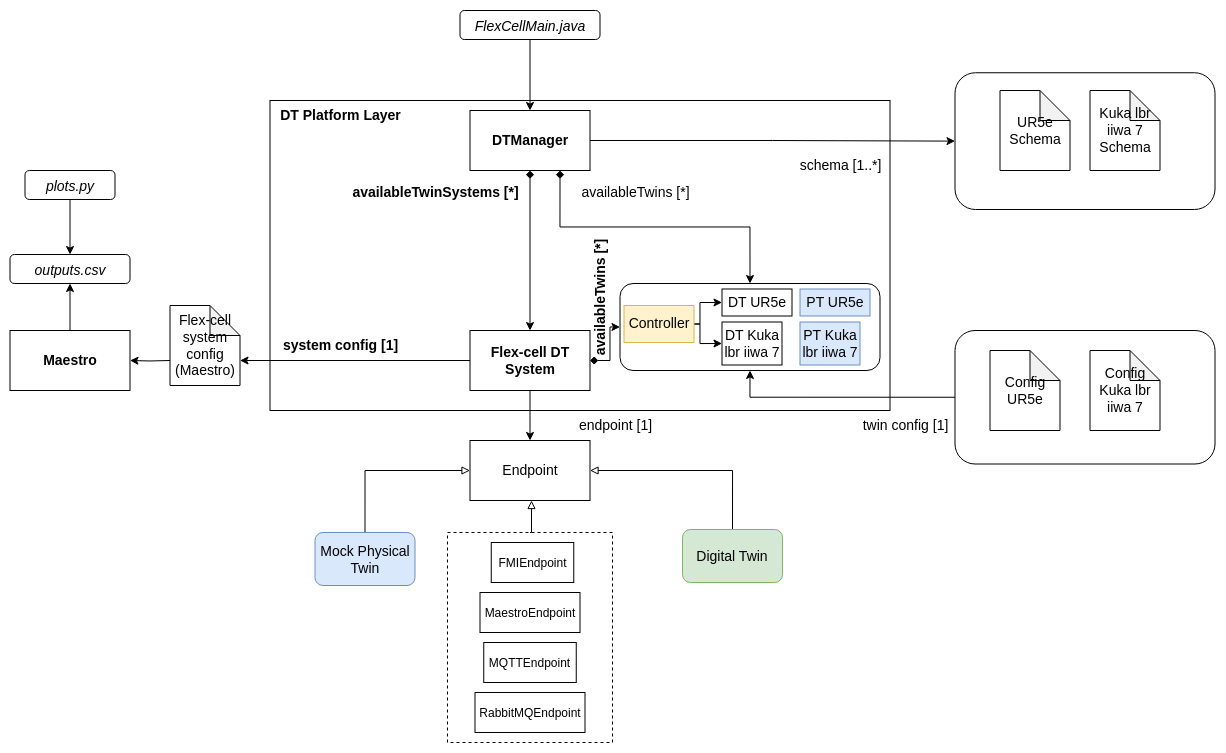 FlexCellMain.java
DT Platform Layer
DTManager
UR5e
Schema
Kuka lbr
iiwa 7
Schema
schema [1..*]
availableTwinSystems [*]
availableTwins [*]
plots.py
outputs.csv
Maestro
Flex-cell
system
config
(Maestro)
system config [1]
Flex-cell DT
System
availableTwins [*]
Controller
DT UR5e
PT UR5e
DT Kuka
lbr iiwa 7
PT Kuka
lbr iiwa 7
Config
UR5e
Config
Kuka lbr
iiwa 7
twin config [1]
endpoint [1]
Endpoint
Mock Physical
Twin
Digital Twin
FMIEndpoint
MaestroEndpoint
MQTTEndpoint
RabbitMQEndpoint